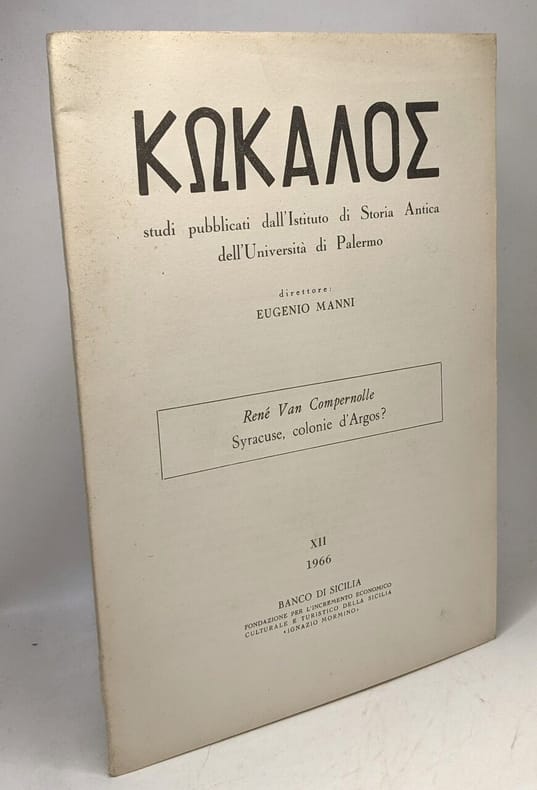 ΚΩΚΑΛΟΣ
studi pubblicati dall'Istituto di Storia Antica
dell'Università di Palermo
direttore:
EUGENIO MANNI
René Van Compernolle
Syracuse, colonie d'Argos?
XII
1966
BANCO DI SICILIA
FONDAZIONE PER L'INCREMENTO ECONOMICO
CULTURALE E TURISTICO DELLA SICILIA
«IGNAZIO MORMINO»